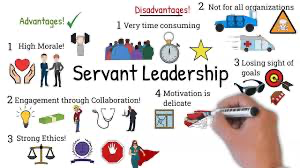 Advantages!
Disadvantages!
1 High Morale!
1 Very time consuming
2 Not for all organizations
Servant Leadership
3 Losing sight of
goals
2 Engagement through Collaboration!
4 Motivation is
delicate
3 Strong Ethics!